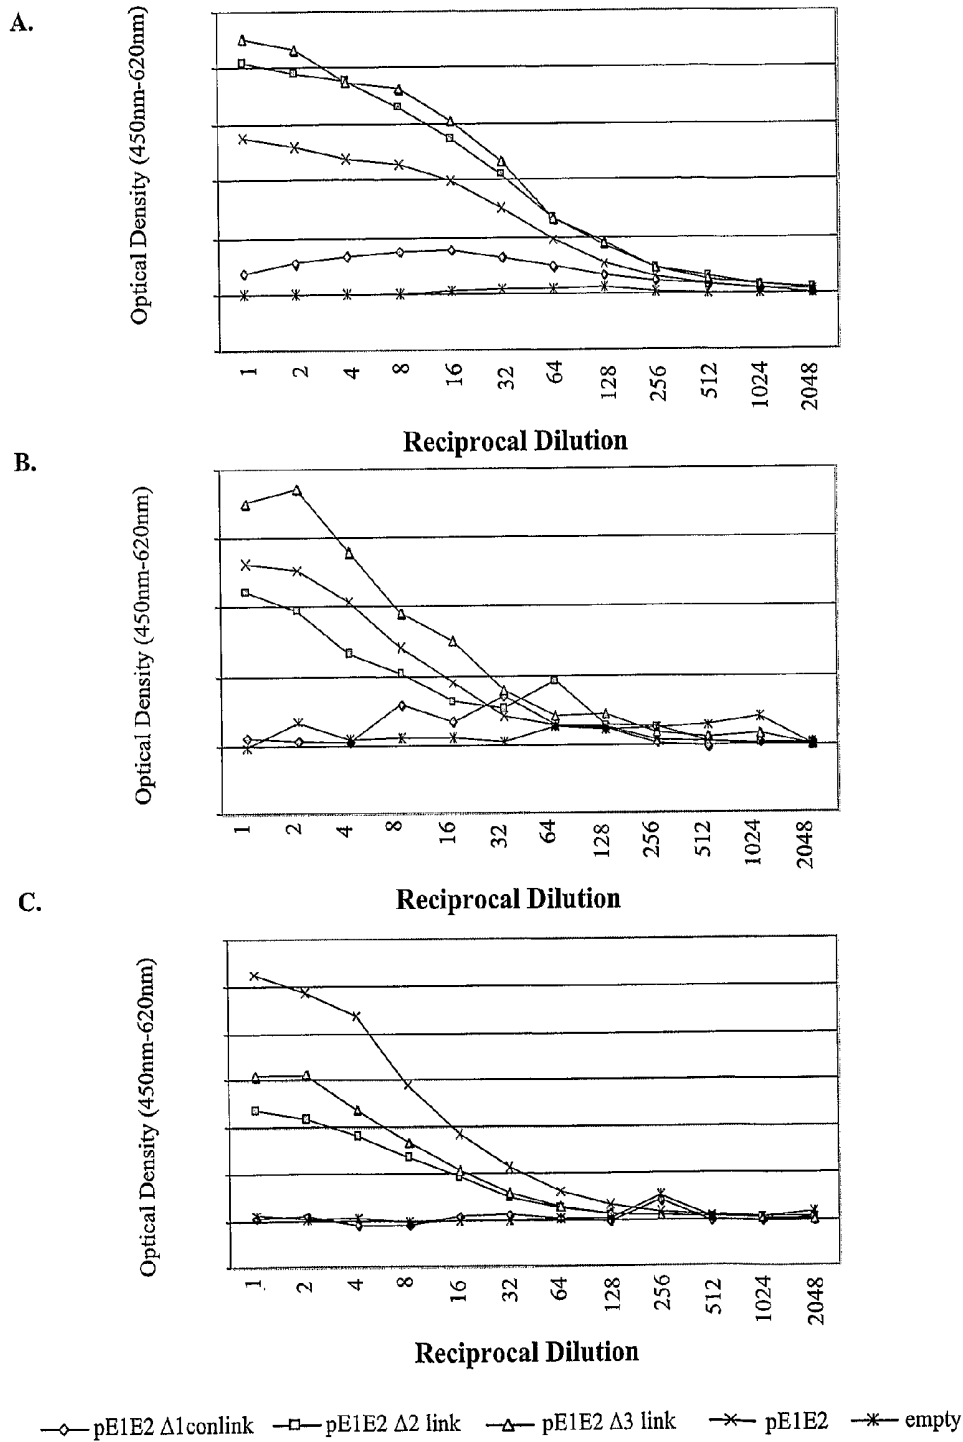 A.
Optical Density (450nm-620nm)
1 2 4 8 16 32 64 128 256 512 1024 2048
Reciprocal Dilution
B.
Optical Density (450nm-620nm)
1 2 4 8 16 32 64 128 256 512 1024 2048
Reciprocal Dilution
C.
Optical Density (450nm-620nm)
1 2 4 8 16 32 64 128 256 512 1024 2048
Reciprocal Dilution
pE1E2 Δ1conlink pE1E2 Δ2 link pE1E2 Δ3 link pE1E2 empty